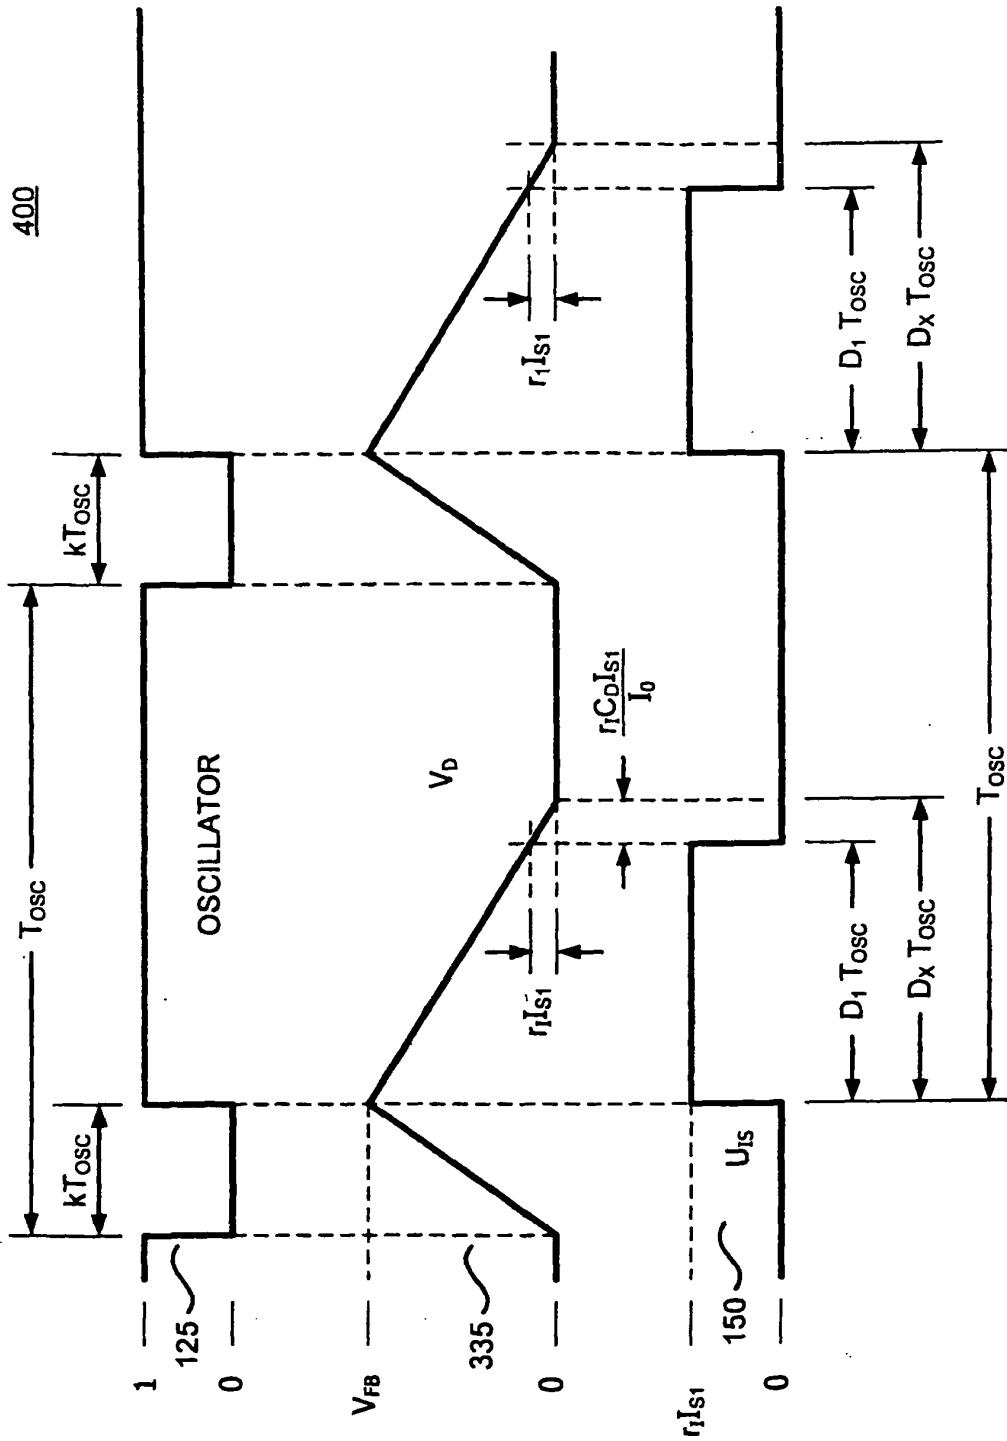 400
TOSC
kTOSC
kTOSC
1
125
0
OSCILLATOR
VFB
VD
335
rIIS1
rICDIS1
I0
r1IS1
0
rIIS1
150
UIS
0
D1 TOSC
D1 TOSC
DX TOSC
DX TOSC
TOSC